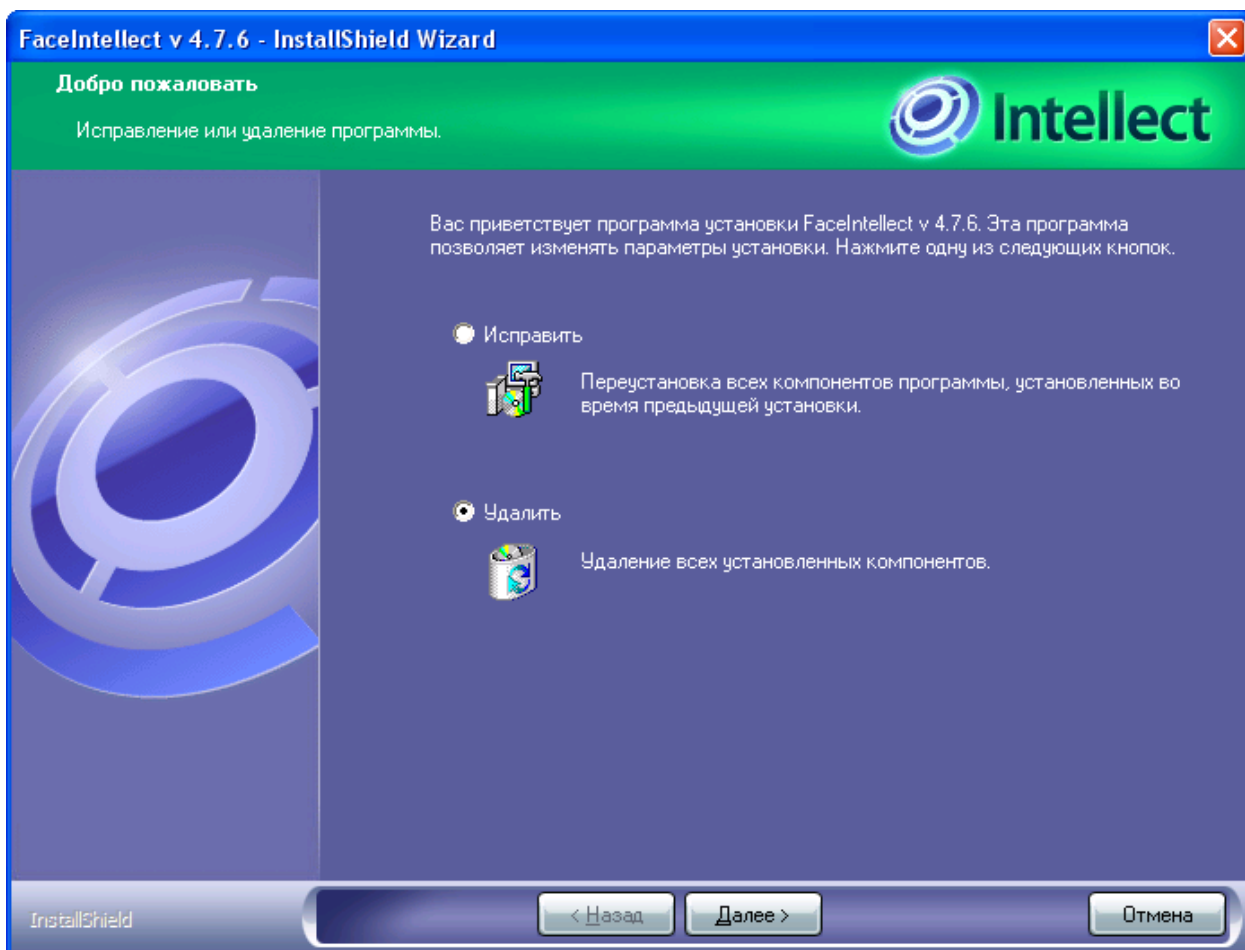 FaceIntellect v 4.7.6 - InstallShield Wizard
Добро пожаловать
Исправление или удаление программы.
Intellect
Вас приветствует программа установки FaceIntellect v 4.7.6. Эта программа
позволяет изменять параметры установки. Нажмите одну из следующих кнопок.
Исправить
Переустановка всех компонентов программы, установленных во
время предыдущей установки.
Удалить
Удаление всех установленных компонентов.
InstallShield
< Назад
Далее >
Отмена